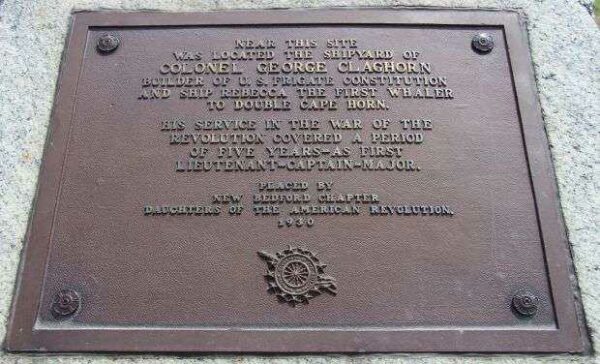 NEAR THIS SITE
WAS LOCATED THE SHIPYARD OF
COLONEL GEORGE CLAGHORN
BUILDER OF U.S. FRIGATE CONSTITUTION
AND SHIP REBECCA THE FIRST WHALER
TO DOUBLE CAPE HORN.
HIS SERVICE IN THE WAR OF THE
REVOLUTION COVERED A PERIOD
OF FIVE YEARS-AS FIRST
LIEUTENANT-CAPTAIN-MAJOR.
PLACED BY
NEW BEDFORD CHAPTER
DAUGHTERS OF THE AMERICAN REVOLUTION.
1930